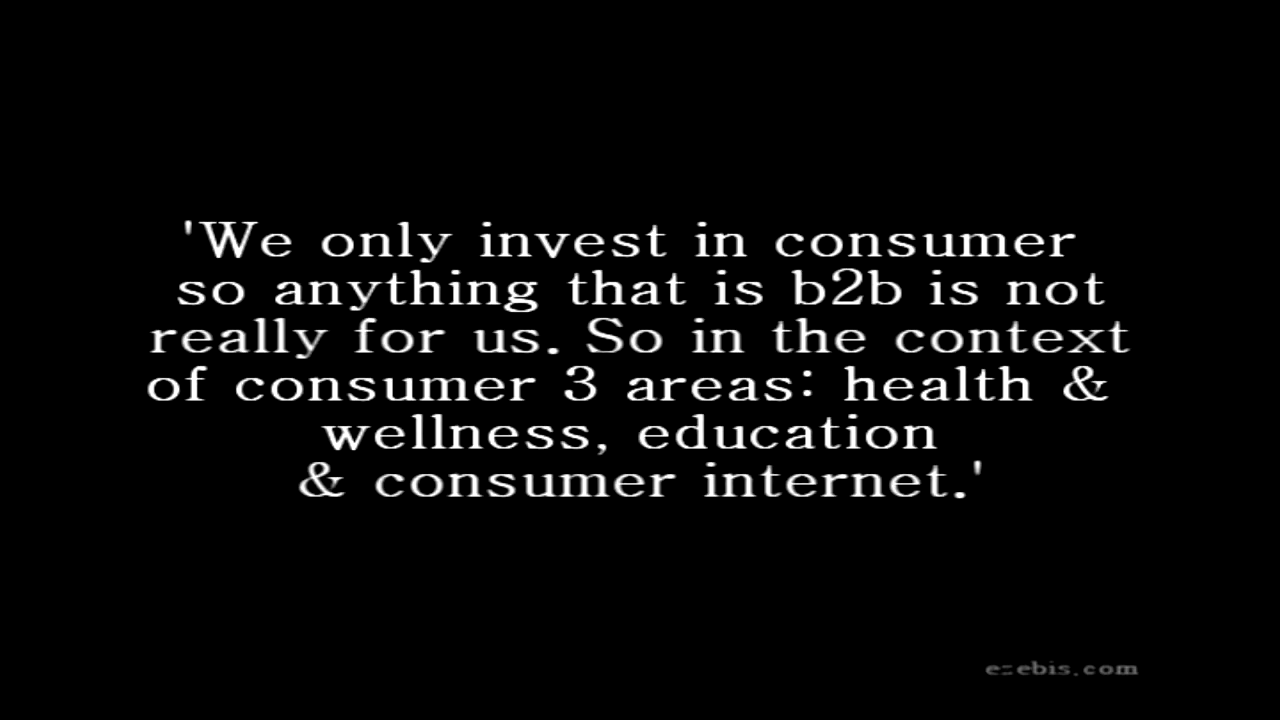 'We only invest in consumer
so anything that is b2b is not
really for us. So in the context
of consumer 3 areas: health &
wellness, education
& consumer internet.'
ezebis.com